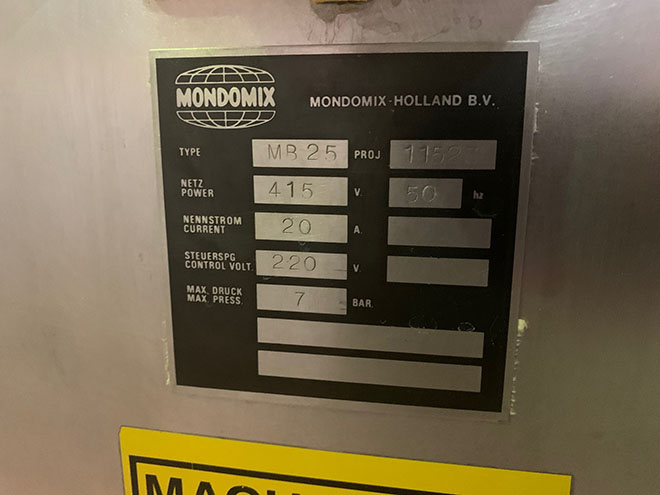 MONDOMIX
MONDOMIX-HOLLAND B.V.
TYPE MB 25 PROJ
NETZ
POWER 415 V. 50 hz
NENNSTROM
CURRENT 20 A.
STEUERSPG
CONTROL VOLT 220 V.
MAX. DRUCK
MAX. PRESS. 7 BAR.